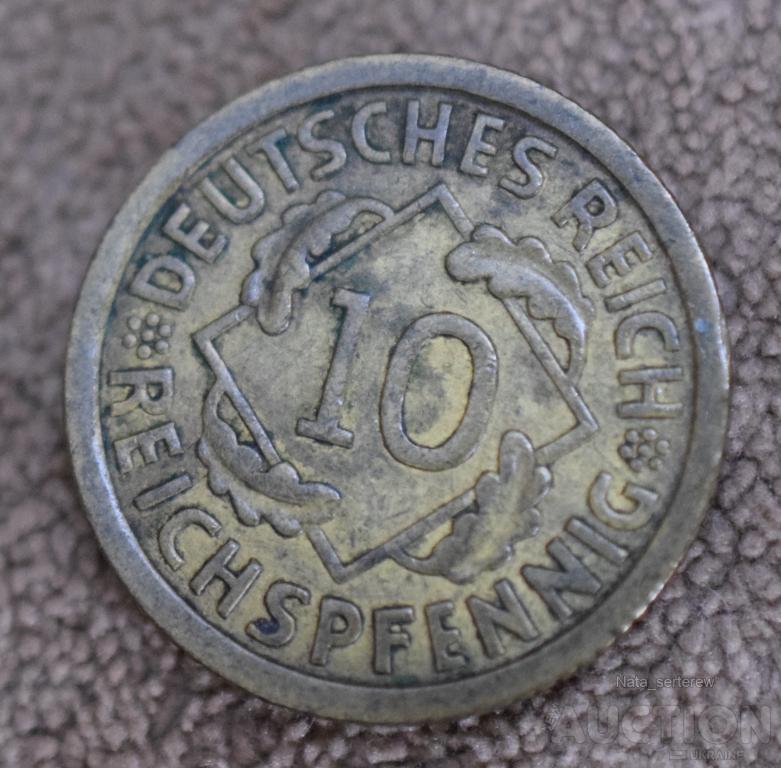 DEUTSCHES REICH
10
REICHSPFENNIG
Nata_serterew
AUCTION
UKRAINE